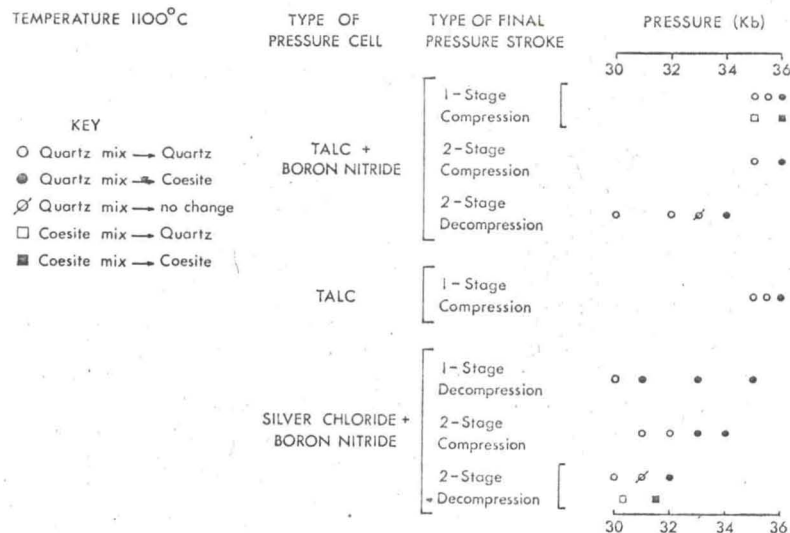 TEMPERATURE 1100°C
TYPE OF
PRESSURE CELL
TYPE OF FINAL
PRESSURE STROKE
PRESSURE (Kb)
30 32 34 36
KEY
Quartz mix → Quartz
Quartz mix → Coesite
Quartz mix → no change
Coesite mix → Quartz
Coesite mix → Coesite
TALC +
BORON NITRIDE
1-Stage
Compression
2-Stage
Compression
2-Stage
Decompression
TALC
1-Stage
Compression
SILVER CHLORIDE +
BORON NITRIDE
1-Stage
Decompression
2-Stage
Compression
2-Stage
Decompression
30 32 34 36